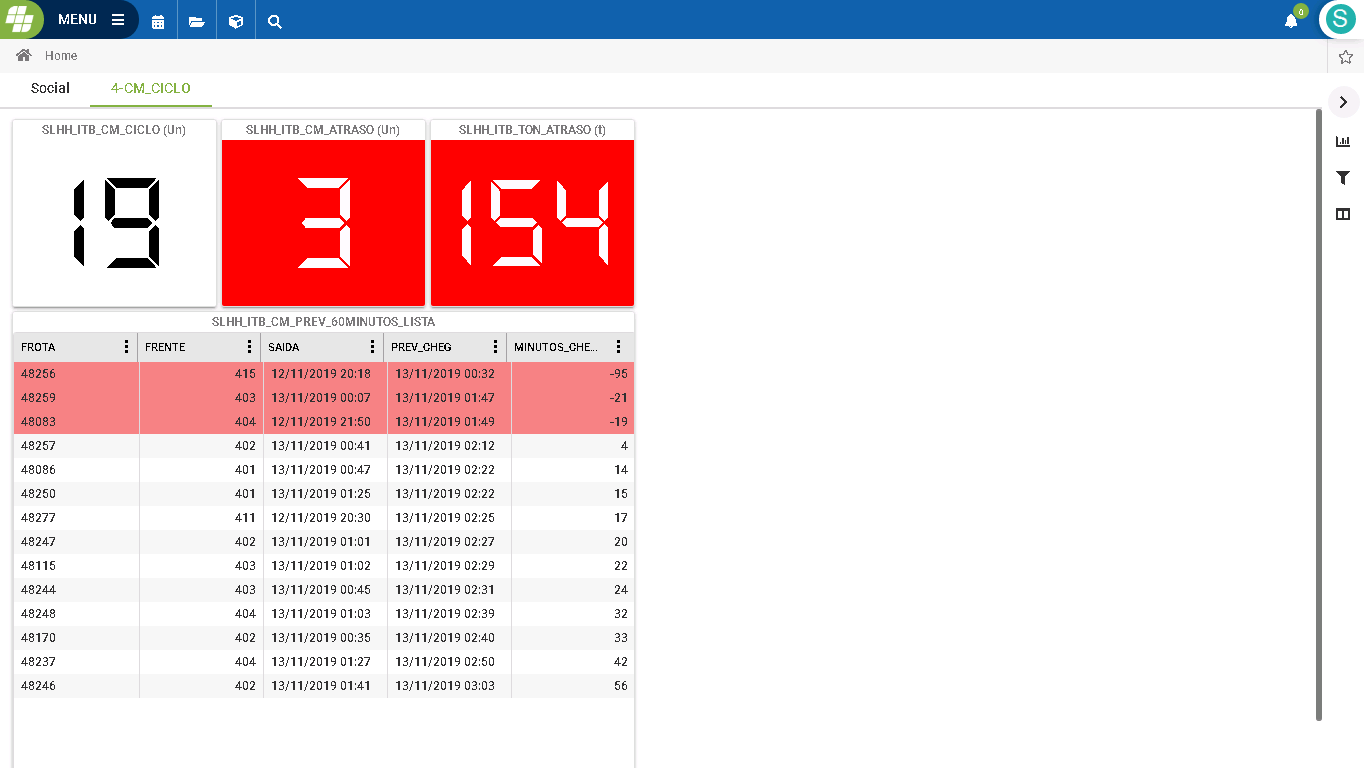 MENU
0
S
Home
Social 4-CM_CICLO
SLHH_ITB_CM_CICLO (Un) SLHH_ITB_CM_ATRASO (Un) SLHH_ITB_TON_ATRASO (t)
19 3 154
SLHH_ITB_CM_PREV_60MINUTOS_LISTA
FROTA FRENTE SAIDA PREV_CHEG MINUTOS_CHE...
48256 415 12/11/2019 20:18 13/11/2019 00:32 -95
48259 403 13/11/2019 00:07 13/11/2019 01:47 -21
48083 404 12/11/2019 21:50 13/11/2019 01:49 -19
48257 402 13/11/2019 00:41 13/11/2019 02:12 4
48086 401 13/11/2019 00:47 13/11/2019 02:22 14
48250 401 13/11/2019 01:25 13/11/2019 02:22 15
48277 411 12/11/2019 20:30 13/11/2019 02:25 17
48247 402 13/11/2019 01:01 13/11/2019 02:27 20
48115 403 13/11/2019 01:02 13/11/2019 02:29 22
48244 403 13/11/2019 00:45 13/11/2019 02:31 24
48248 404 13/11/2019 01:03 13/11/2019 02:39 32
48170 402 13/11/2019 00:35 13/11/2019 02:40 33
48237 404 13/11/2019 01:27 13/11/2019 02:50 42
48246 402 13/11/2019 01:41 13/11/2019 03:03 56